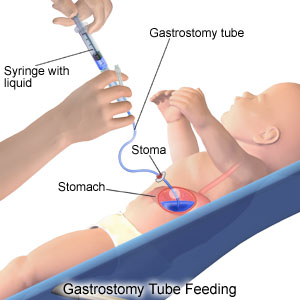 Gastrostomy tube
Syringe with
liquid
Stoma
Stomach
Gastrostomy Tube Feeding